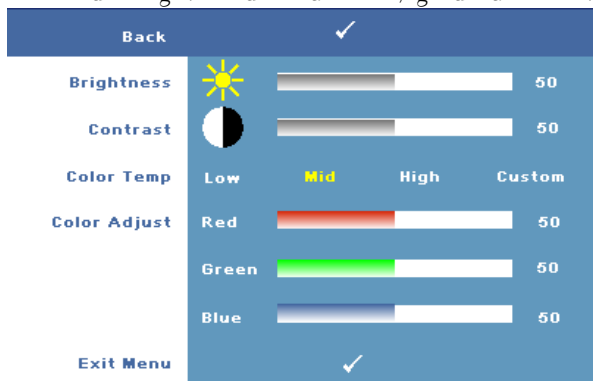 Back
Brightness 50
Contrast 50
Color Temp Low Mid High Custom
Color Adjust Red 50
Green 50
Blue 50
Exit Menu